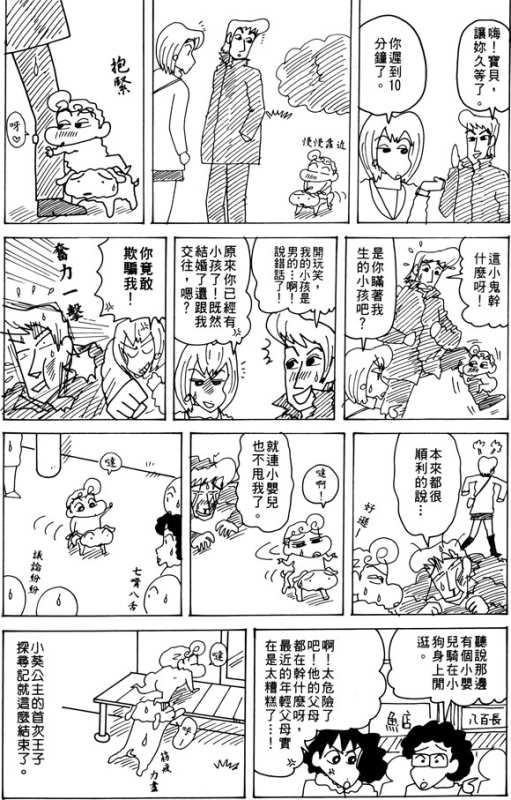 嗨!寶貝,
讓妳久等了。
你遲到10
分鐘了。
慢慢靠近
抱緊
呀♡
這小鬼幹
什麼呀!
是你瞞著我
生的小孩吧?
開玩笑,
我的小孩是
男的…啊!
說錯話了!
原來你已經有
小孩了!既然
結婚了還跟我
交往,嗯?
你竟敢
欺騙我!
奮力一擊
本來都很
順利的說…
好遜—
噠啊!
就連小嬰兒
也不甩我了。
噠
七嘴八舌
議論紛紛
聽說那邊
有個小嬰
兒騎在小
狗身上閒
逛。
八百長
魚店
啊!太危險了
吧!他的父母
都在幹什麼呀,
最近的年輕父母實
在是太糟糕了…!
噠
筋疲
力盡
小葵公主的首次王子
探尋記就這麼結束了。